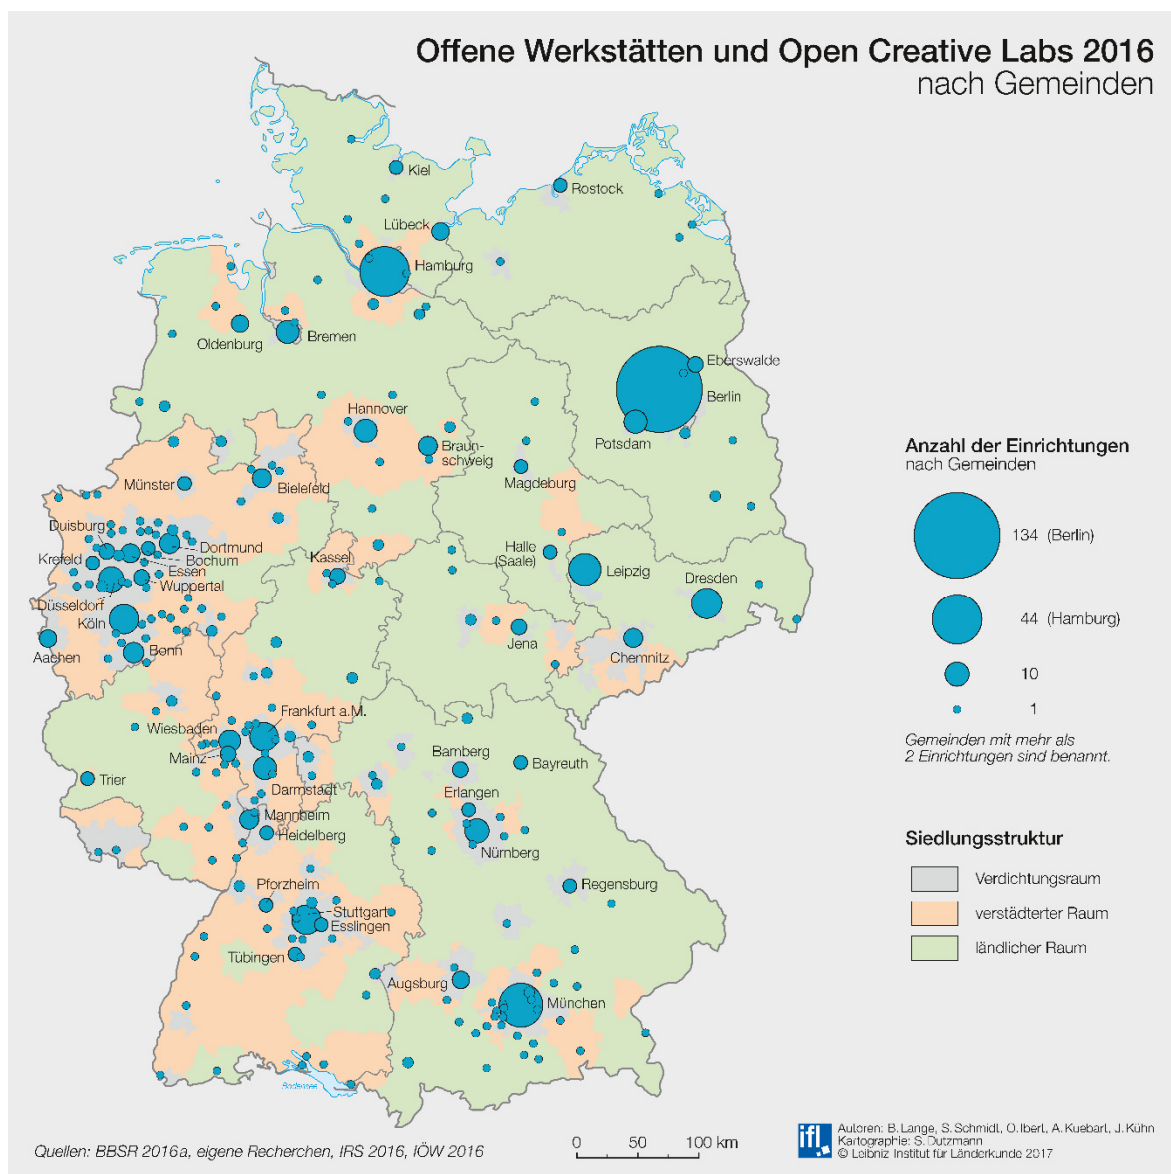 Offene Werkstätten und Open Creative Labs 2016
nach Gemeinden
Kiel
Rostock
Lübeck
Hamburg
Oldenburg
Bremen
Eberswalde
Berlin
Potsdam
Hannover
Braun-
schweig
Magdeburg
Münster
Bielefeld
Duisburg
Dortmund
Krefeld
Bochum
Essen
Wuppertal
Düsseldorf
Köln
Aachen
Bonn
Kassel
Halle
(Saale)
Leipzig
Dresden
Jena
Chemnitz
Frankfurt a.M.
Wiesbaden
Mainz
Trier
Darmstadt
Mannheim
Heidelberg
Bamberg
Bayreuth
Erlangen
Nürnberg
Regensburg
Pforzheim
Stuttgart
Esslingen
Tübingen
Augsburg
München
Bodensee
Anzahl der Einrichtungen
nach Gemeinden
134 (Berlin)
44 (Hamburg)
10
1
Gemeinden mit mehr als
2 Einrichtungen sind benannt.
Siedlungsstruktur
Verdichtungsraum
verstädterter Raum
ländlicher Raum
Quellen: BBSR 2016a, eigene Recherchen, IRS 2016, IÖW 2016
0 50 100 km
ifl
Autoren: B. Lange, S. Schmidt, O. Ibert, A. Kuebart, J. Kühn
Kartographie: S. Dutzmann
© Leibniz Institut für Länderkunde 2017